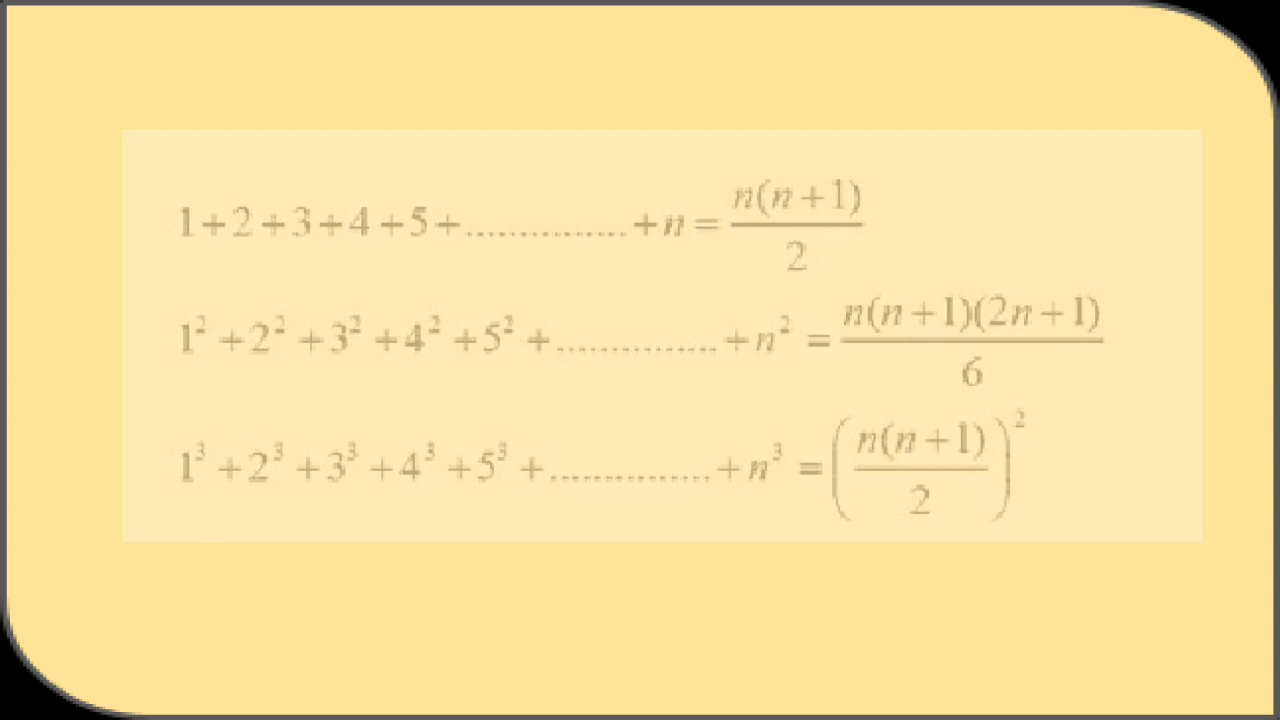 1+2+3+4+5+...............+n = n(n+1)/2
1² + 2² + 3² + 4² + 5² + ...............+n² = n(n+1)(2n+1)/6
1³ + 2³ + 3³ + 4³ + 5³ + ...............+n³ = (n(n+1)/2)²